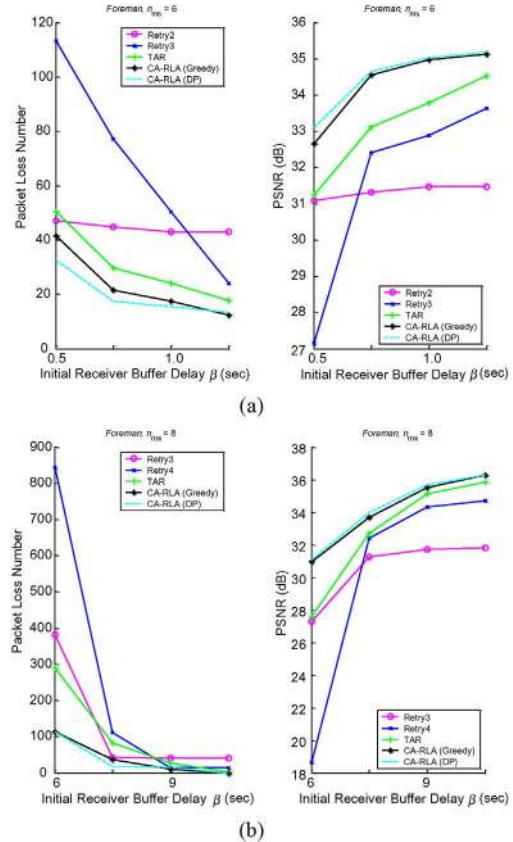 Foreman, n_ms = 6
Packet Loss Number
120
100
80
60
40
20
0
0.5
1.0
Initial Receiver Buffer Delay β (sec)
Retry2
Retry3
TAR
CA-RLA (Greedy)
CA-RLA (DP)
Foreman, n_ms = 6
PSNR (dB)
36
35
34
33
32
31
30
29
28
27
0.5
1.0
Initial Receiver Buffer Delay β (sec)
Retry2
Retry3
TAR
CA-RLA (Greedy)
CA-RLA (DP)
(a)
Foreman, n_ms = 8
Packet Loss Number
900
800
700
600
500
400
300
200
100
0
6
9
Initial Receiver Buffer Delay β (sec)
Retry3
Retry4
TAR
CA-RLA (Greedy)
CA-RLA (DP)
Foreman, n_ms = 8
PSNR (dB)
38
36
34
32
30
28
26
24
22
20
18
6
9
Initial Receiver Buffer Delay β (sec)
Retry3
Retry4
TAR
CA-RLA (Greedy)
CA-RLA (DP)
(b)